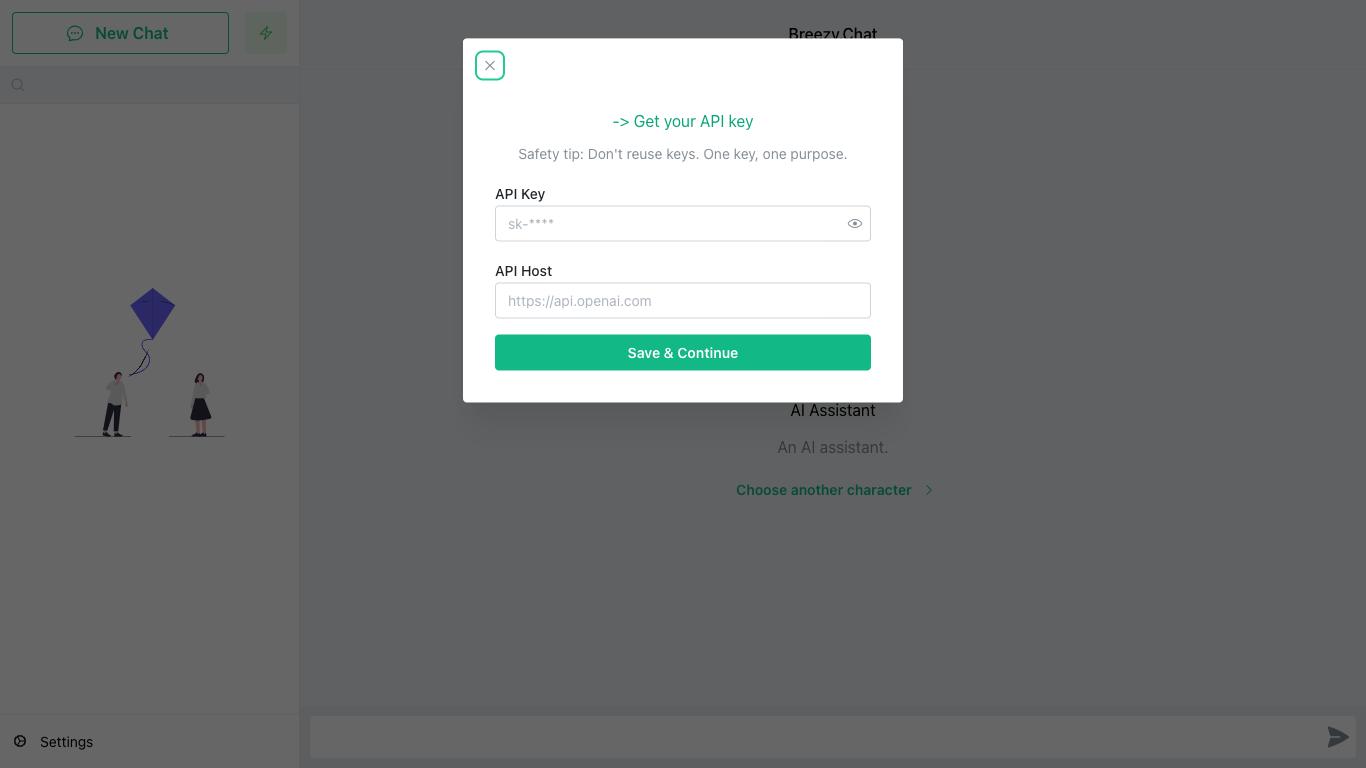 New Chat
Breezy Chat
-> Get your API key
Safety tip: Don't reuse keys. One key, one purpose.
API Key
sk-****
API Host
https://api.openai.com
Save & Continue
AI Assistant
An AI assistant.
Choose another character
Settings